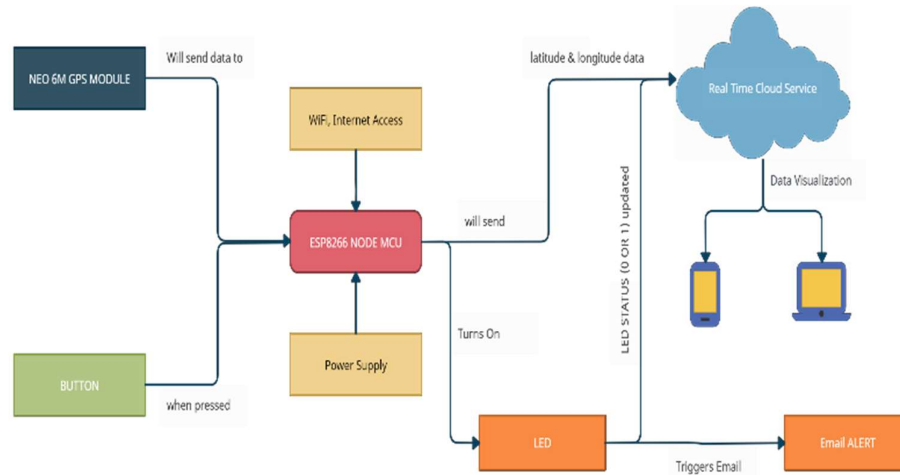 Will send data to
latitude & longitude data
NEO 6M GPS MODULE
Real Time Cloud Service
WiFi, Internet Access
Data Visualization
will send
ESP8266 NODE MCU
LED STATUS (0 OR 1) updated
Turns On
Power Supply
BUTTON
when pressed
LED
Email ALERT
Triggers Email